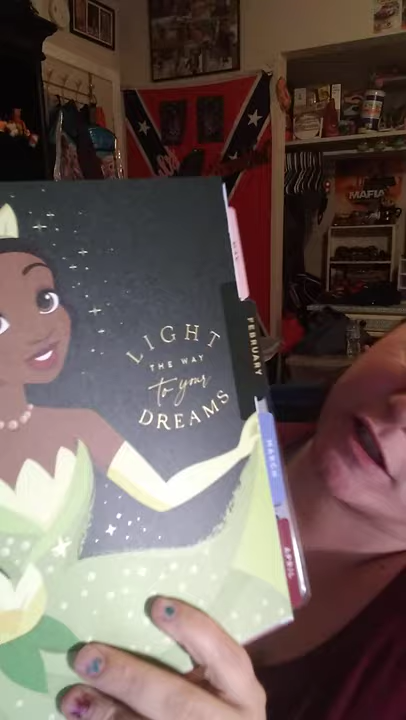 LIGHT
THE WAY
to your
DREAMS
FEBRUARY
MARCH
APRIL
MAFIA